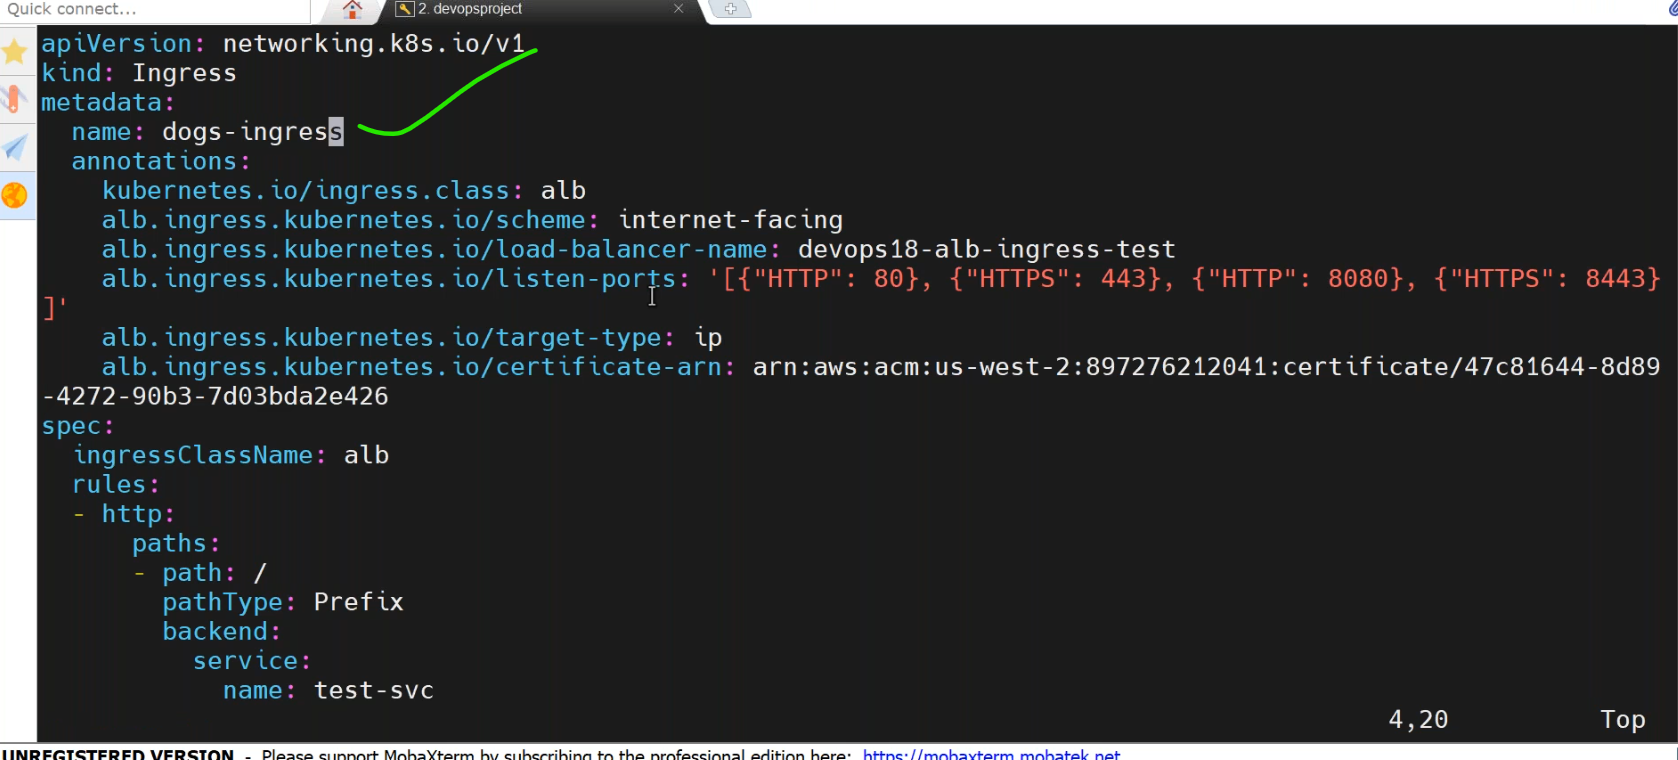 Quick connect...
2. devopsproject
apiVersion: networking.k8s.io/v1
kind: Ingress
metadata:
  name: dogs-ingress
  annotations:
    kubernetes.io/ingress.class: alb
    alb.ingress.kubernetes.io/scheme: internet-facing
    alb.ingress.kubernetes.io/load-balancer-name: devops18-alb-ingress-test
    alb.ingress.kubernetes.io/listen-ports: '[{"HTTP": 80}, {"HTTPS": 443}, {"HTTP": 8080}, {"HTTPS": 8443}
]'
    alb.ingress.kubernetes.io/target-type: ip
    alb.ingress.kubernetes.io/certificate-arn: arn:aws:acm:us-west-2:897276212041:certificate/47c81644-8d89
-4272-90b3-7d03bda2e426
spec:
  ingressClassName: alb
  rules:
  - http:
      paths:
      - path: /
        pathType: Prefix
        backend:
          service:
            name: test-svc
4,20 Top
UNREGISTERED VERSION - Please support MobaXterm by subscribing to the professional edition here: https://mobaxterm.mobatek.net